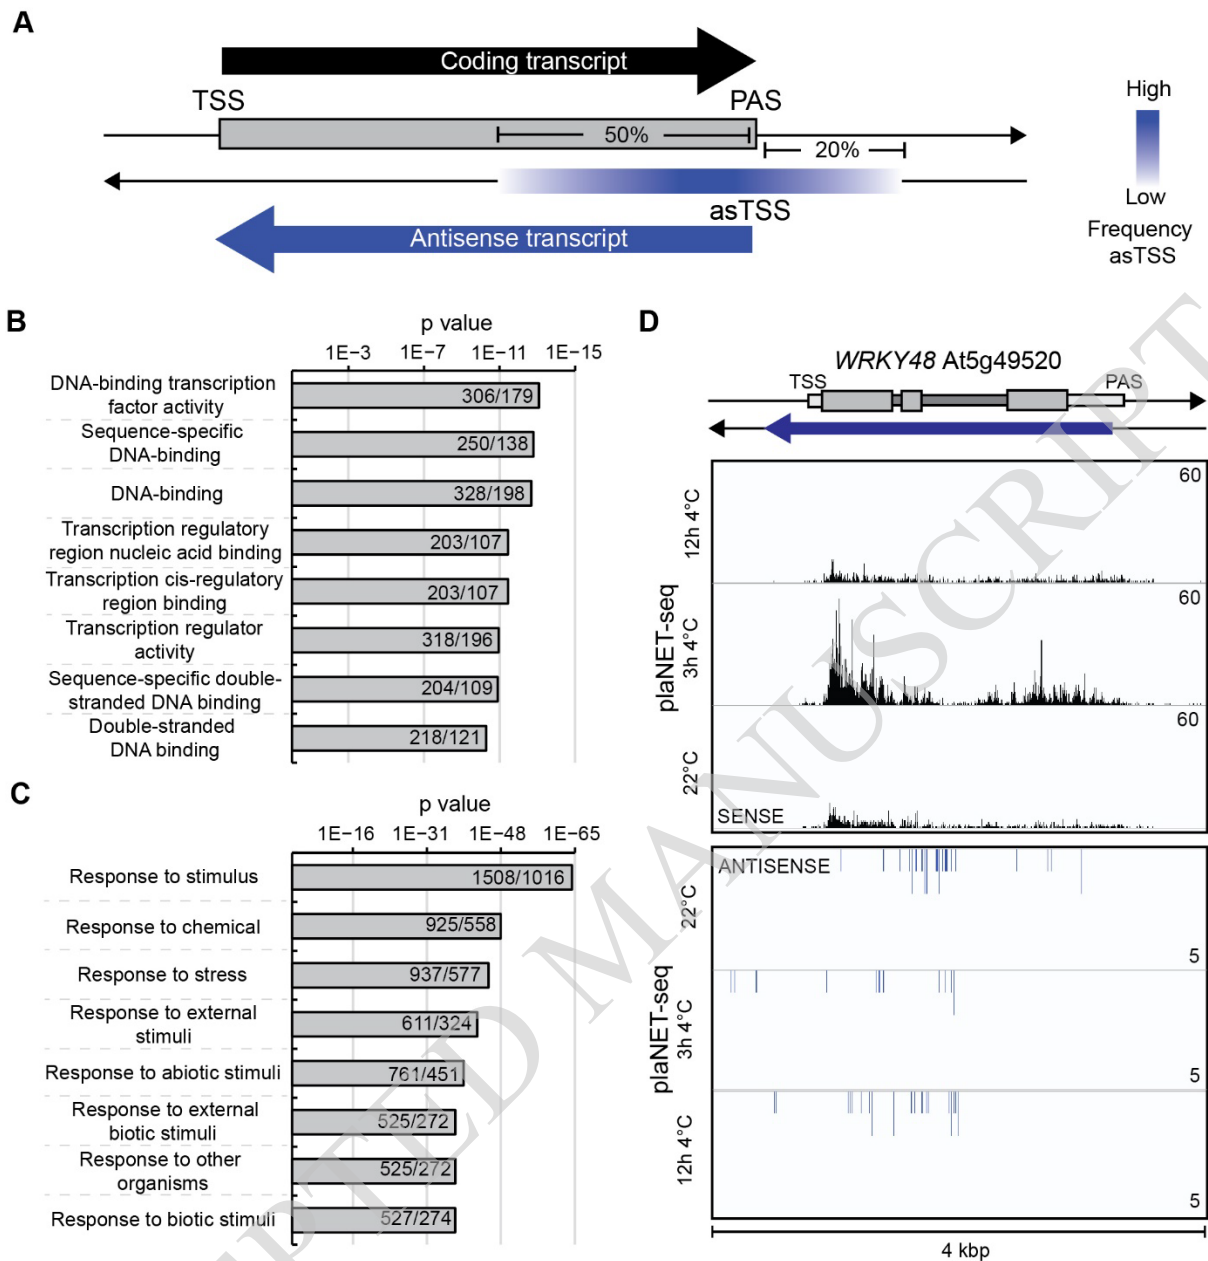 A
Coding transcript
TSS
PAS
50%
20%
asTSS
Antisense transcript
High
Low
Frequency
asTSS
B
p value
1E−3
1E−7
1E−11
1E−15
DNA-binding transcription
factor activity
306/179
Sequence-specific
DNA-binding
250/138
DNA-binding
328/198
Transcription regulatory
region nucleic acid binding
203/107
Transcription cis-regulatory
region binding
203/107
Transcription regulator
activity
318/196
Sequence-specific double-
stranded DNA binding
204/109
Double-stranded
DNA binding
218/121
C
p value
1E−16
1E−31
1E−48
1E−65
Response to stimulus
1508/1016
Response to chemical
925/558
Response to stress
937/577
Response to external
stimuli
611/324
Response to abiotic stimuli
761/451
Response to external
biotic stimuli
525/272
Response to other
organisms
525/272
Response to biotic stimuli
527/274
D
WRKY48 At5g49520
TSS
PAS
plaNET-seq
12h 4°C
60
3h 4°C
60
22°C
60
SENSE
ANTISENSE
plaNET-seq
22°C
5
3h 4°C
5
12h 4°C
5
4 kbp
PTED MANUSCRIPT